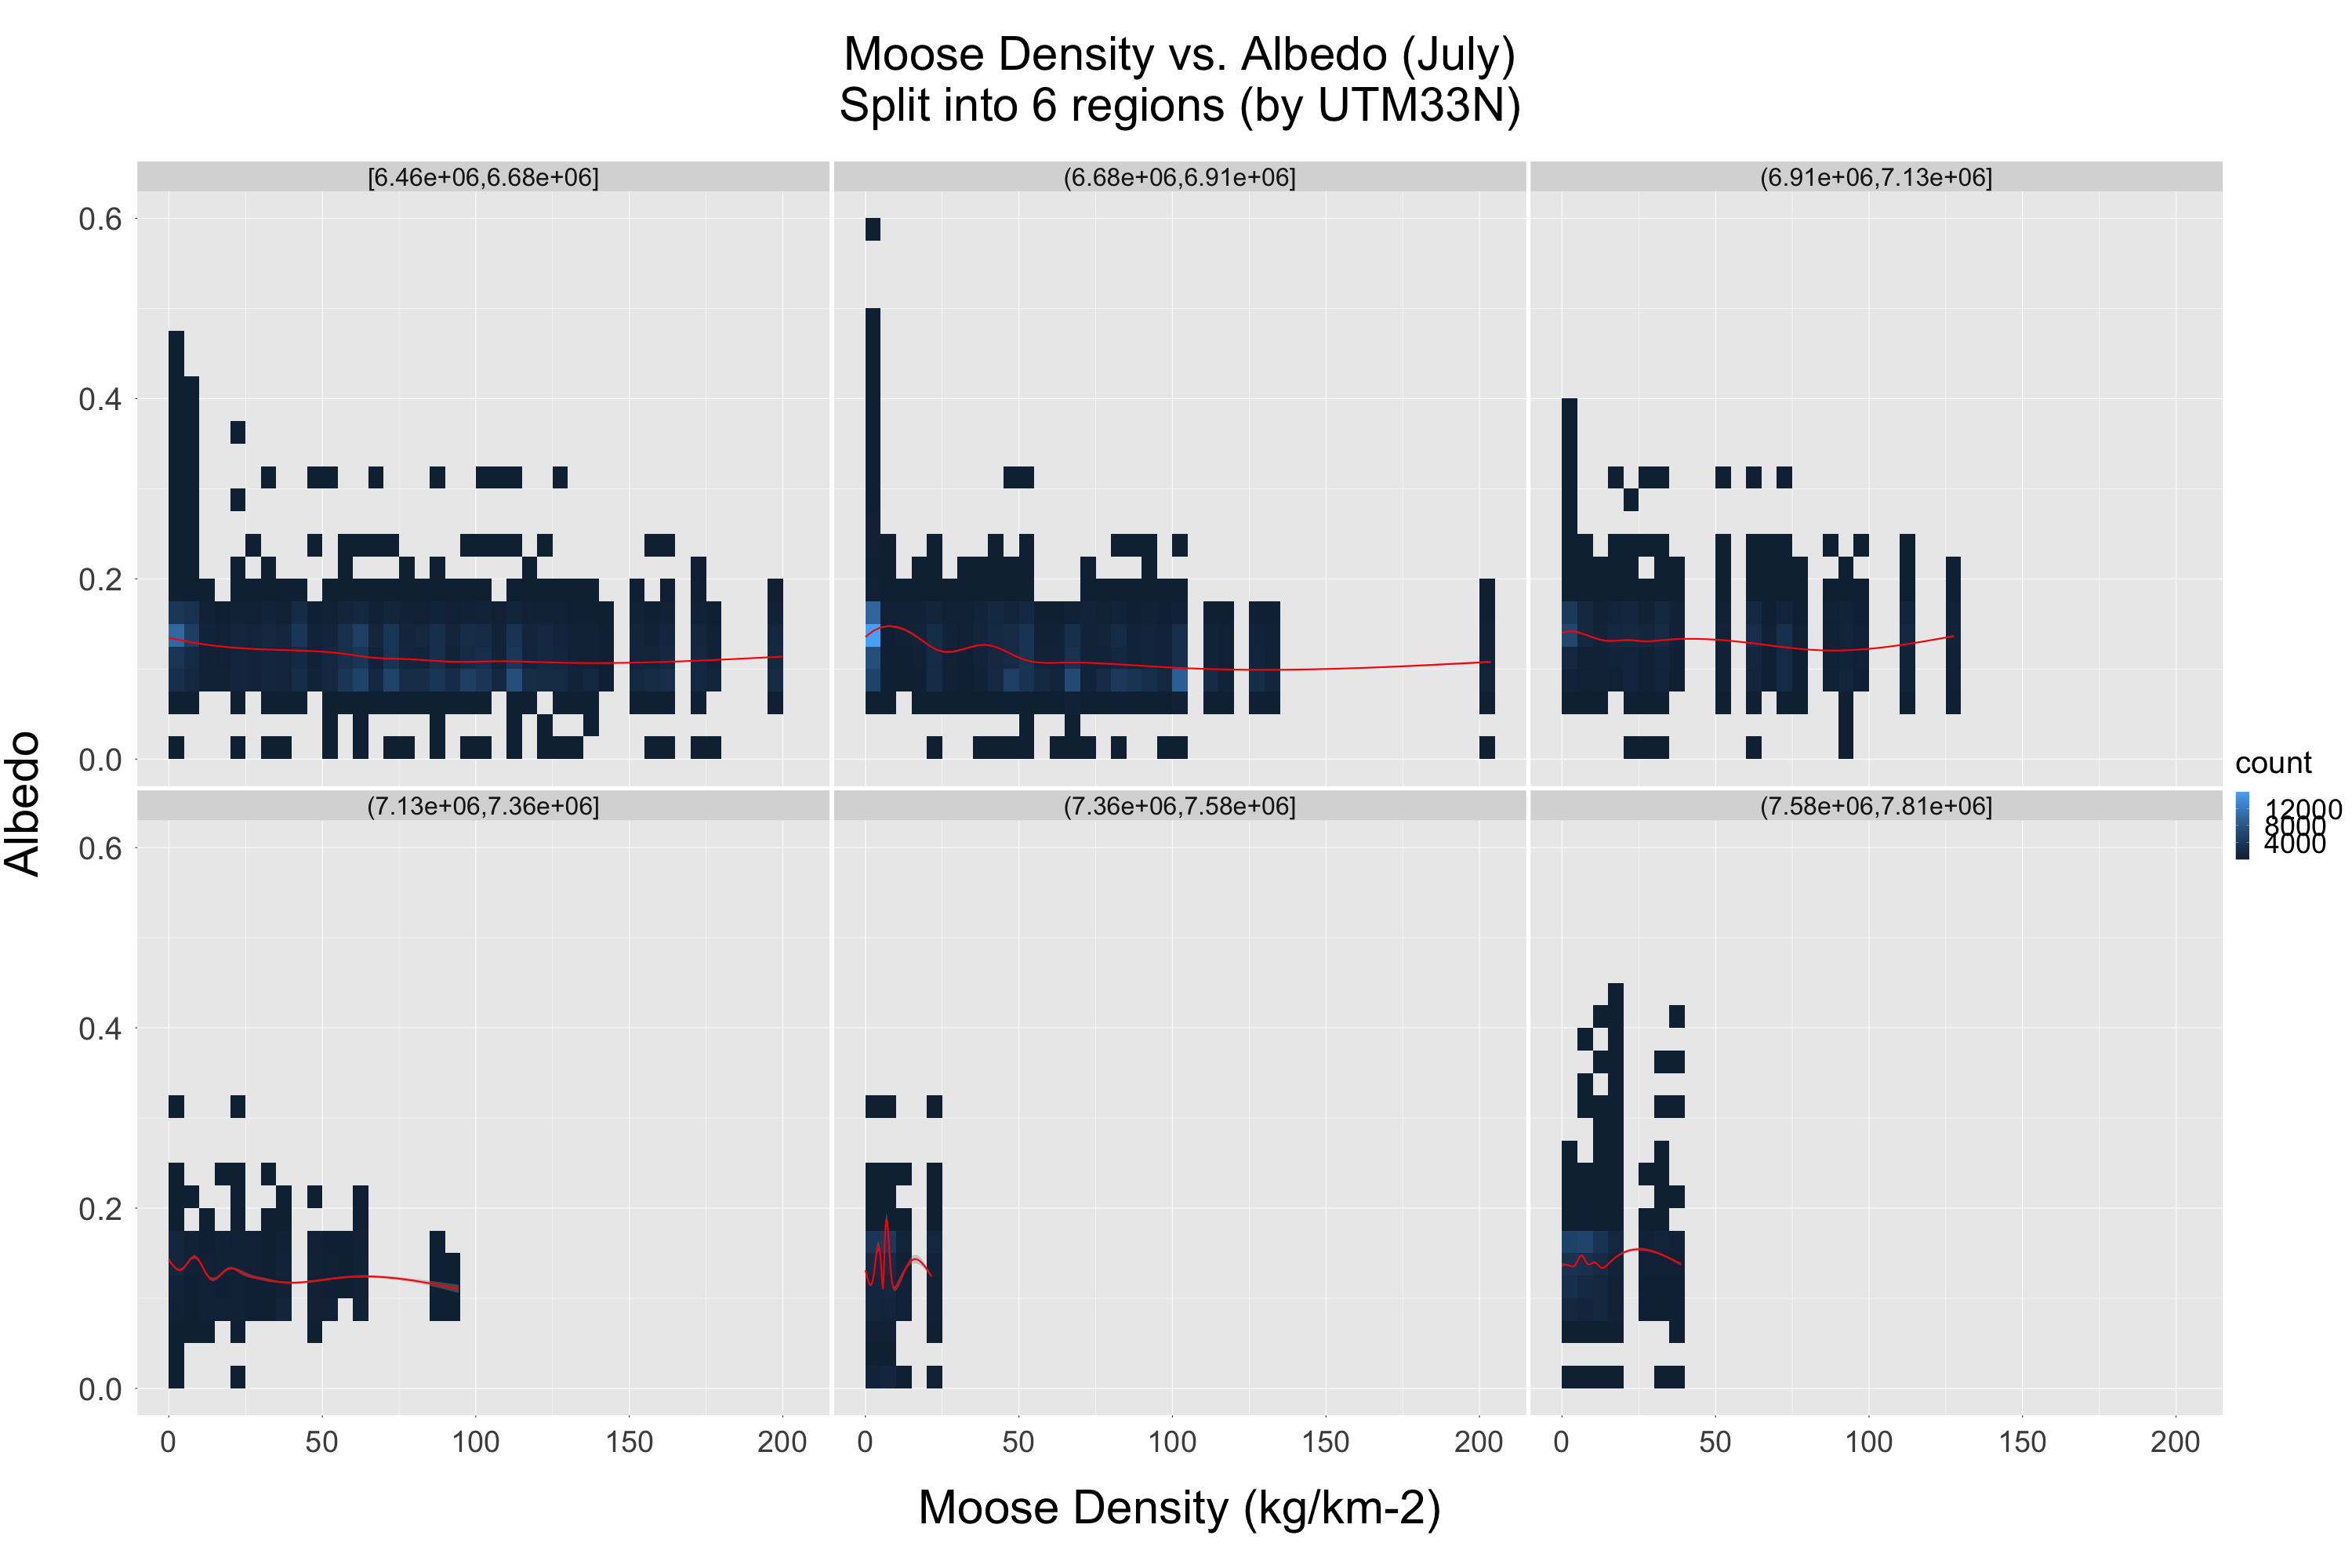 Moose Density vs. Albedo (July)
Split into 6 regions (by UTM33N)
[6.46e+06,6.68e+06]
(6.68e+06,6.91e+06]
(6.91e+06,7.13e+06]
0.6
0.4
0.2
0.0
(7.13e+06,7.36e+06]
(7.36e+06,7.58e+06]
(7.58e+06,7.81e+06]
0.6
0.4
0.2
0.0
0 50 100 150 200
0 50 100 150 200
0 50 100 150 200
Albedo
Moose Density (kg/km-2)
count
12000
8000
4000